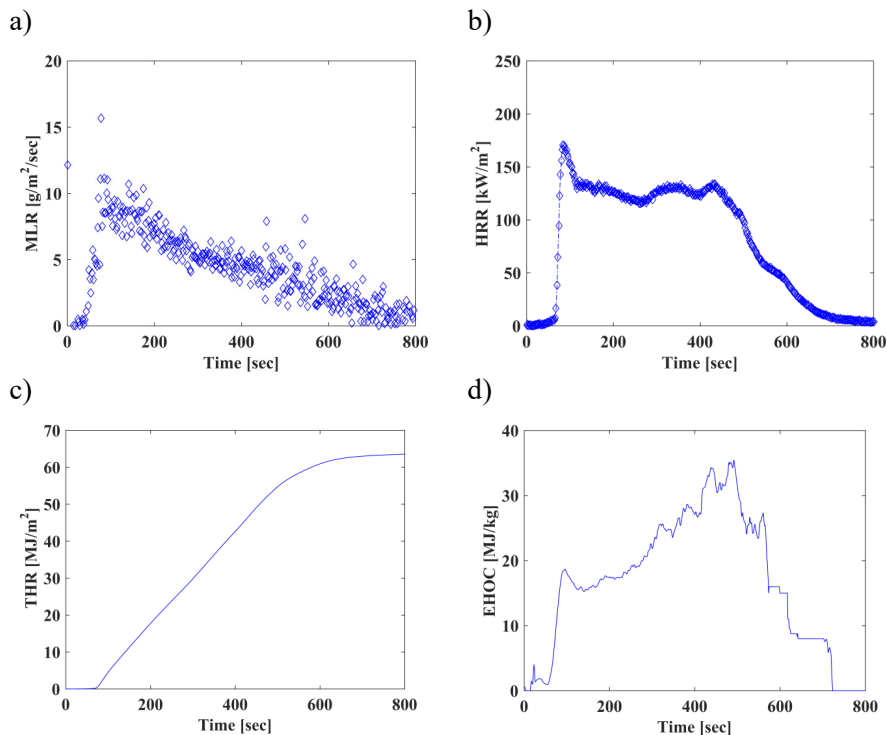 a)
20
15
10
5
0
MLR [g/m²/sec]
0 200 400 600 800
Time [sec]
b)
250
200
150
100
50
0
HRR [kW/m²]
0 200 400 600 800
Time [sec]
c)
70
60
50
40
30
20
10
0
THR [MJ/m²]
0 200 400 600 800
Time [sec]
d)
40
30
20
10
0
EHOC [MJ/kg]
0 200 400 600 800
Time [sec]